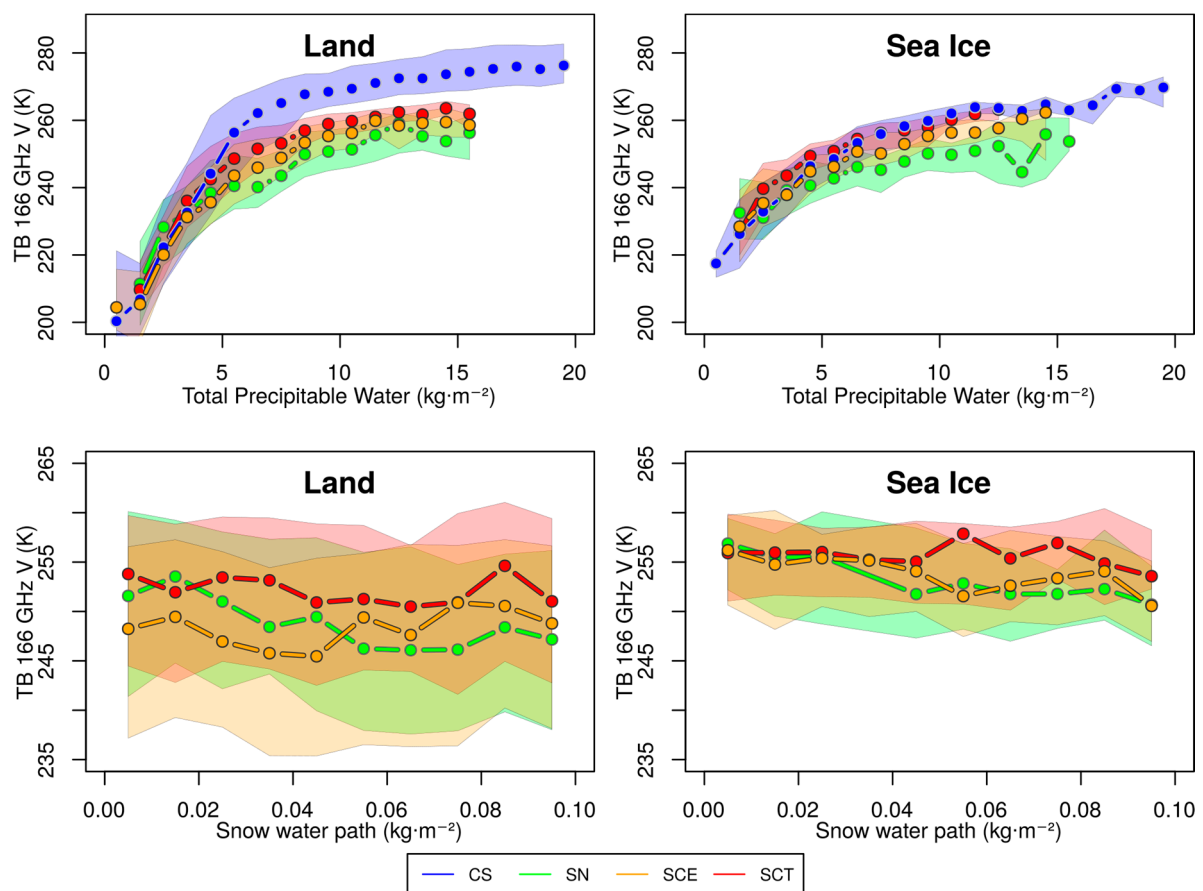 Land
TB 166 GHz V (K)
280
260
240
220
200
0 5 10 15 20
Total Precipitable Water (kg·m⁻²)
Sea Ice
TB 166 GHz V (K)
280
260
240
220
200
0 5 10 15 20
Total Precipitable Water (kg·m⁻²)
Land
TB 166 GHz V (K)
265
255
245
235
0.00 0.02 0.04 0.06 0.08 0.10
Snow water path (kg·m⁻²)
Sea Ice
TB 166 GHz V (K)
265
255
245
235
0.00 0.02 0.04 0.06 0.08 0.10
Snow water path (kg·m⁻²)
CS SN SCE SCT